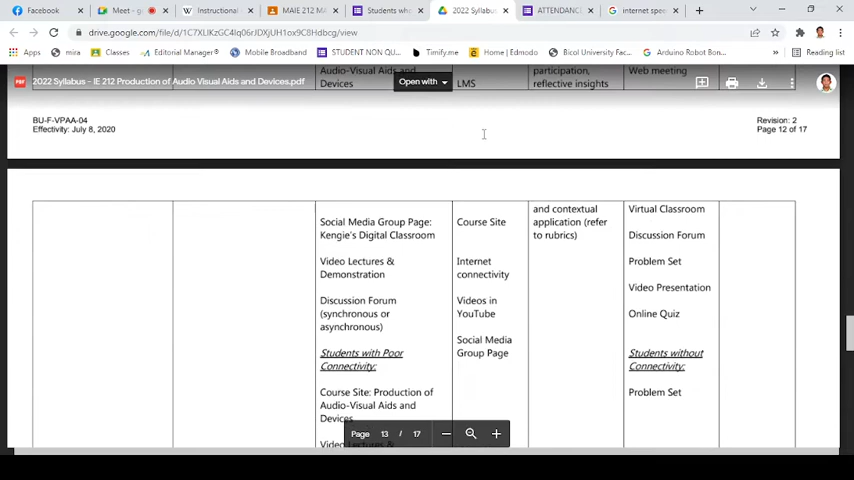 Facebook
Meet - g
Instructional
MAIE 212 M
Students whe
2022 Syllabus
ATTENDANC
internet spee
drive.google.com/file/d/1C7XLlKzGC4lq06rJDXjUH1ox9C8Hdbcg/view
Apps
mira
Classes
Editorial Manager®
Mobile Broadband
STUDENT NON QU...
Timify.me
Home | Edmodo
Bicol University Fac...
Arduino Robot Bon...
Reading list
2022 Syllabus - IE 212 Production of Audio Visual Aids and Devices.pdf
Open with
Audio-Visual Aids and
Devices
LMS
participation,
reflective insights
Web meeting
BU-F-VPAA-04
Effectivity: July 8, 2020
Revision: 2
Page 12 of 17
Social Media Group Page:
Kengie's Digital Classroom
Video Lectures &
Demonstration
Discussion Forum
(synchronous or
asynchronous)
Students with Poor
Connectivity:
Course Site: Production of
Audio-Visual Aids and
Devices
Video Lectures &
Course Site
Internet
connectivity
Videos in
YouTube
Social Media
Group Page
and contextual
application (refer
to rubrics)
Virtual Classroom
Discussion Forum
Problem Set
Video Presentation
Online Quiz
Students without
Connectivity:
Problem Set
Page 13 / 17